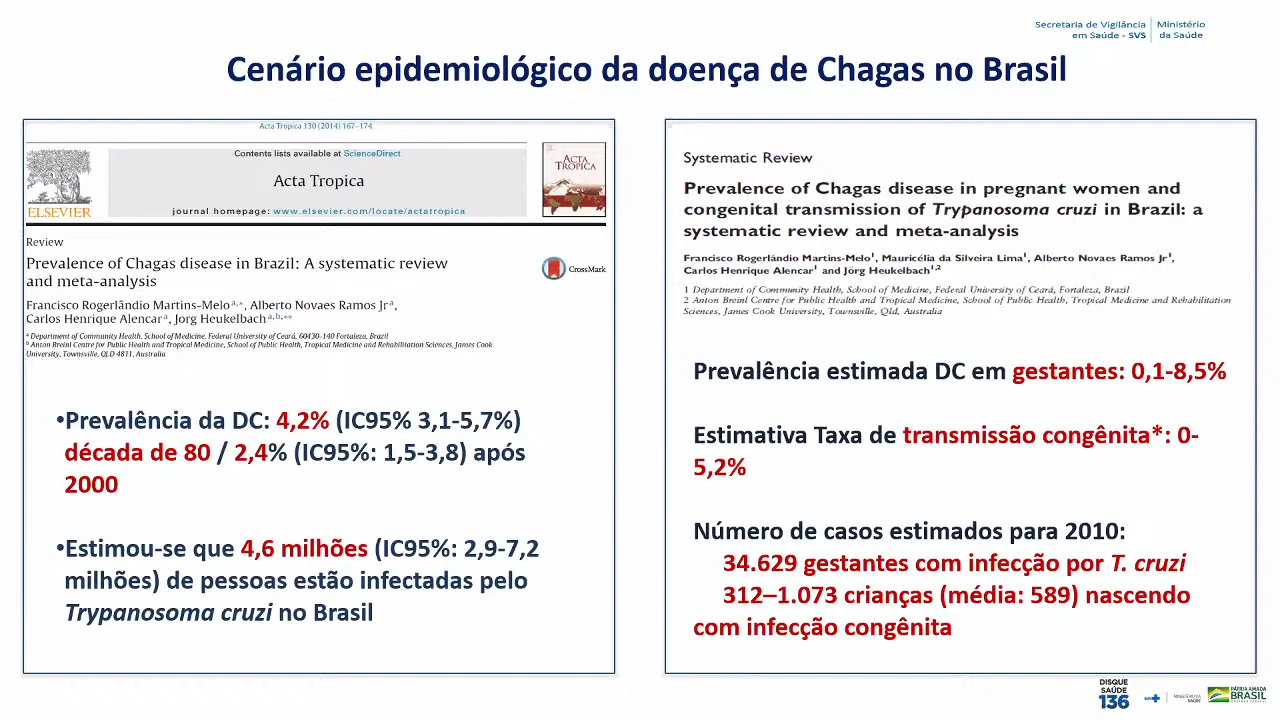 Secretaria de Vigilância
em Saúde - SVS
Ministério
da Saúde
Cenário epidemiológico da doença de Chagas no Brasil
Acta Tropica 130 (2014) 167–174
Contents lists available at ScienceDirect
Acta Tropica
journal homepage: www.elsevier.com/locate/actatropica
ELSEVIER
ACTA
TROPICA
Review
Prevalence of Chagas disease in Brazil: A systematic review
and meta-analysis
CrossMark
Francisco Rogerlândio Martins-Melo a,*, Alberto Novaes Ramos Jr a,
Carlos Henrique Alencar a, Jorg Heukelbach a,b,**
a Department of Community Health, School of Medicine, Federal University of Ceará, 60430-140 Fortaleza, Brazil
b Anton Breinl Centre for Public Health and Tropical Medicine, School of Public Health, Tropical Medicine and Rehabilitation Sciences, James Cook
University, Townsville, QLD 4811, Australia
•Prevalência da DC: 4,2% (IC95% 3,1-5,7%)
década de 80 / 2,4% (IC95%: 1,5-3,8) após
2000
•Estimou-se que 4,6 milhões (IC95%: 2,9-7,2
milhões) de pessoas estão infectadas pelo
Trypanosoma cruzi no Brasil
Systematic Review
Prevalence of Chagas disease in pregnant women and
congenital transmission of Trypanosoma cruzi in Brazil: a
systematic review and meta-analysis
Francisco Rogerlândio Martins-Melo1, Mauricélia da Silveira Lima1, Alberto Novaes Ramos Jr1,
Carlos Henrique Alencar1 and Jörg Heukelbach1,2
1 Department of Community Health, School of Medicine, Federal University of Ceará, Fortaleza, Brazil
2 Anton Breinl Centre for Public Health and Tropical Medicine, School of Public Health, Tropical Medicine and Rehabilitation
Sciences, James Cook University, Townsville, Qld, Australia
Prevalência estimada DC em gestantes: 0,1-8,5%
Estimativa Taxa de transmissão congênita*: 0-
5,2%
Número de casos estimados para 2010:
34.629 gestantes com infecção por T. cruzi
312–1.073 crianças (média: 589) nascendo
com infecção congênita
DISQUE
SAÚDE
136
MINISTÉRIO DA
SAÚDE
PÁTRIA AMADA
BRASIL
GOVERNO FEDERAL